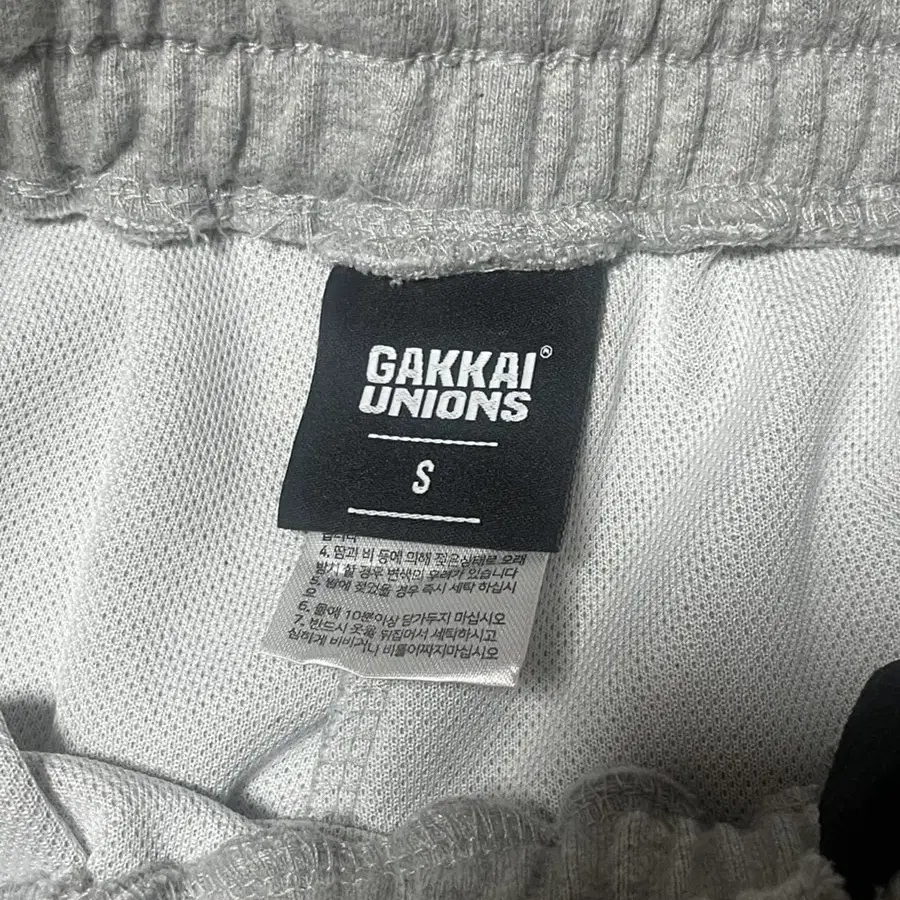 GAKKAI®
UNIONS
S
4. 땀과 비 등에 의해 젖은상태로 오래
방치 할 경우 변색의 우려가 있습니다
5. 땀에 젖었을 경우 즉시 세탁 하십시
오
6. 물에 10분이상 담가두지 마십시오
7. 반드시 옷을 뒤집어서 세탁하시고
심하게 비비거나 비틀어짜지마십시오